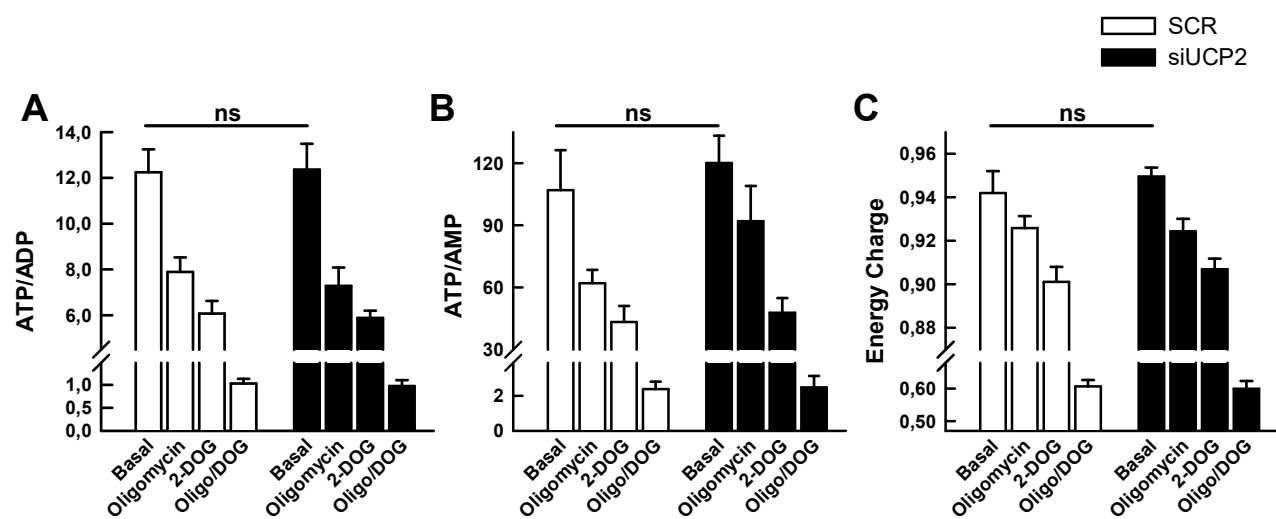 SCR
siUCP2
A
ns
ATP/ADP
14,0
12,0
10,0
8,0
6,0
1,0
0,5
0,0
Basal
Oligomycin
2-DOG
Oligo/DOG
Basal
Oligomycin
2-DOG
Oligo/DOG
B
ns
ATP/AMP
120
90
60
30
2
0
Basal
Oligomycin
2-DOG
Oligo/DOG
Basal
Oligomycin
2-DOG
Oligo/DOG
C
ns
Energy Charge
0,96
0,94
0,92
0,90
0,88
0,60
0,50
Basal
Oligomycin
2-DOG
Oligo/DOG
Basal
Oligomycin
2-DOG
Oligo/DOG